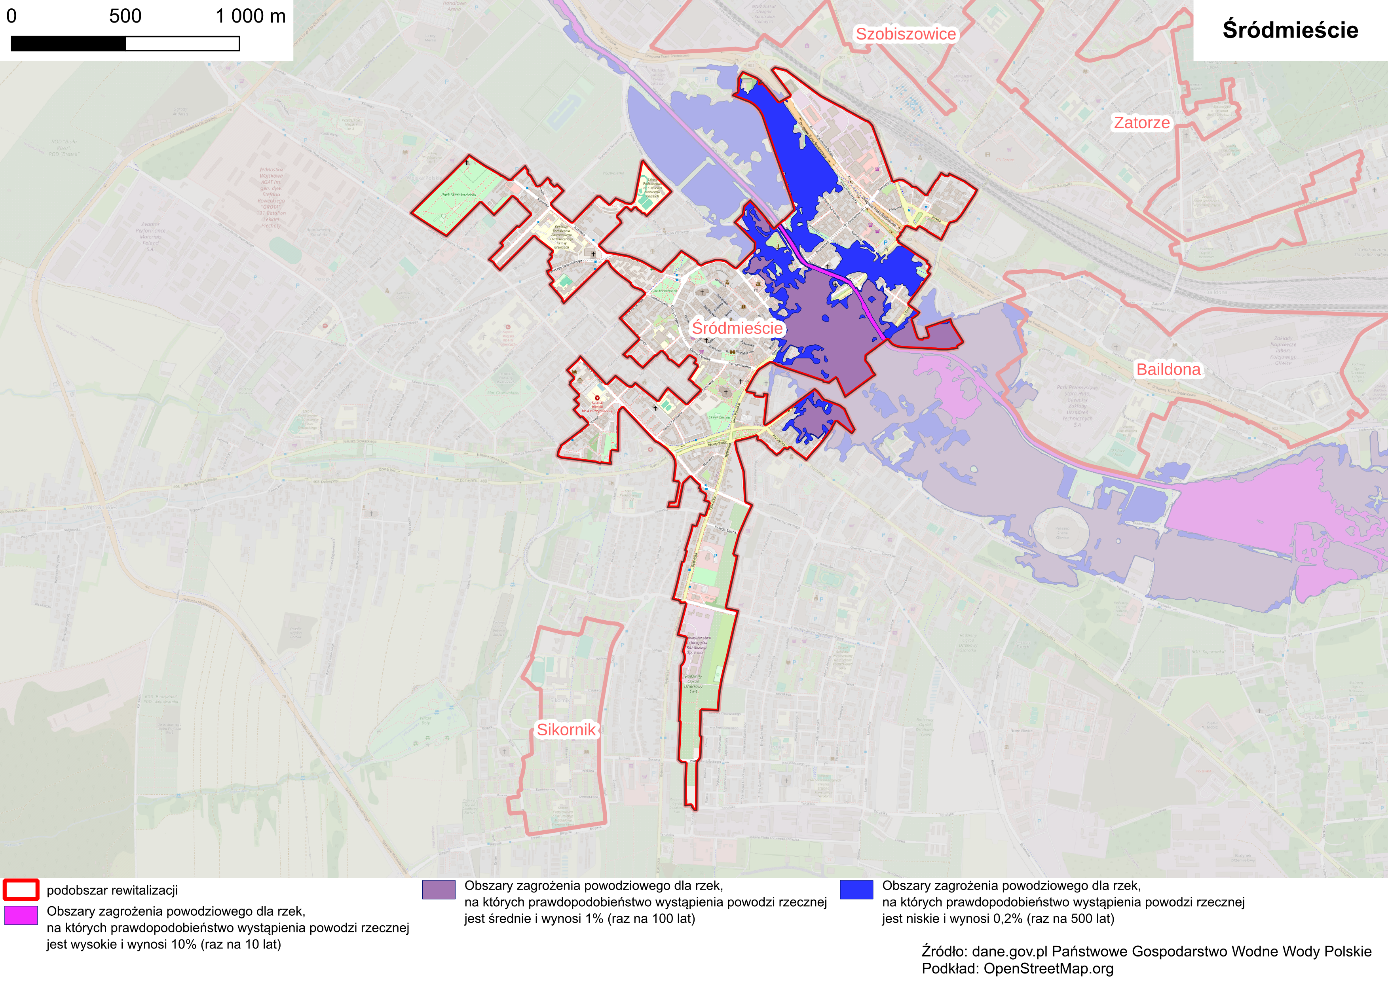 0 500 1 000 m
Śródmieście
Szobiszowice
Zatorze
Śródmieście
Baildona
Sikornik
podobszar rewitalizacji
Obszary zagrożenia powodziowego dla rzek,
na których prawdopodobieństwo wystąpienia powodzi rzecznej
jest wysokie i wynosi 10% (raz na 10 lat)
Obszary zagrożenia powodziowego dla rzek,
na których prawdopodobieństwo wystąpienia powodzi rzecznej
jest średnie i wynosi 1% (raz na 100 lat)
Obszary zagrożenia powodziowego dla rzek,
na których prawdopodobieństwo wystąpienia powodzi rzecznej
jest niskie i wynosi 0,2% (raz na 500 lat)
Źródło: dane.gov.pl Państwowe Gospodarstwo Wodne Wody Polskie
Podkład: OpenStreetMap.org